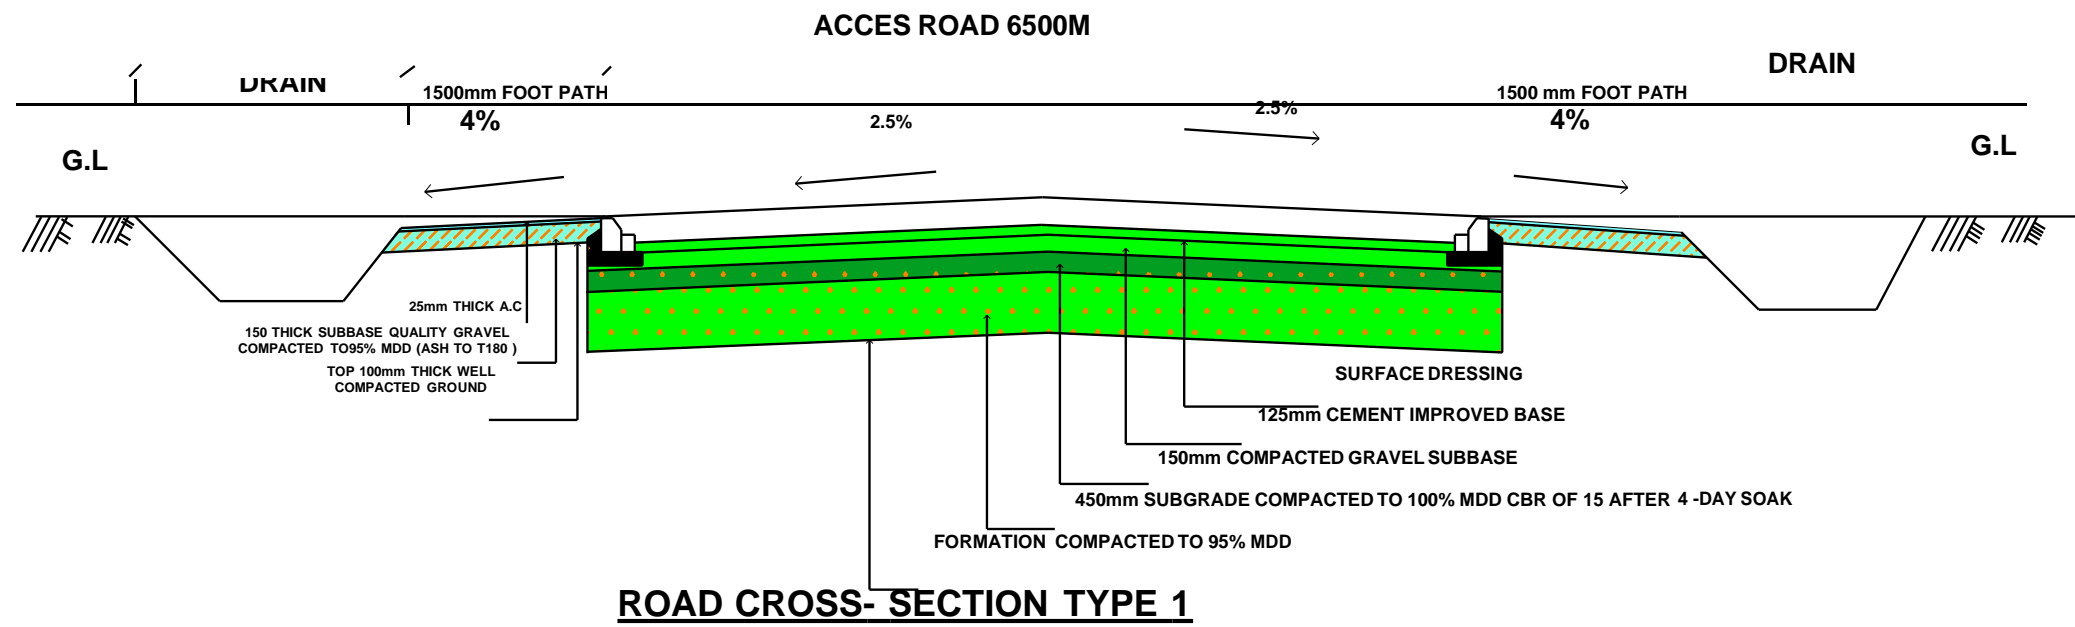 ACCES ROAD 6500M
DRAIN
DRAIN
1500mm FOOT PATH
1500 mm FOOT PATH
4%
2.5%
2.5%
4%
G.L
G.L
25mm THICK A.C
150 THICK SUBBASE QUALITY GRAVEL
COMPACTED TO95% MDD (ASH TO T180 )
TOP 100mm THICK WELL
COMPACTED GROUND
SURFACE DRESSING
125mm CEMENT IMPROVED BASE
150mm COMPACTED GRAVEL SUBBASE
450mm SUBGRADE COMPACTED TO 100% MDD CBR OF 15 AFTER 4 -DAY SOAK
FORMATION COMPACTED TO 95% MDD
ROAD CROSS- SECTION TYPE 1